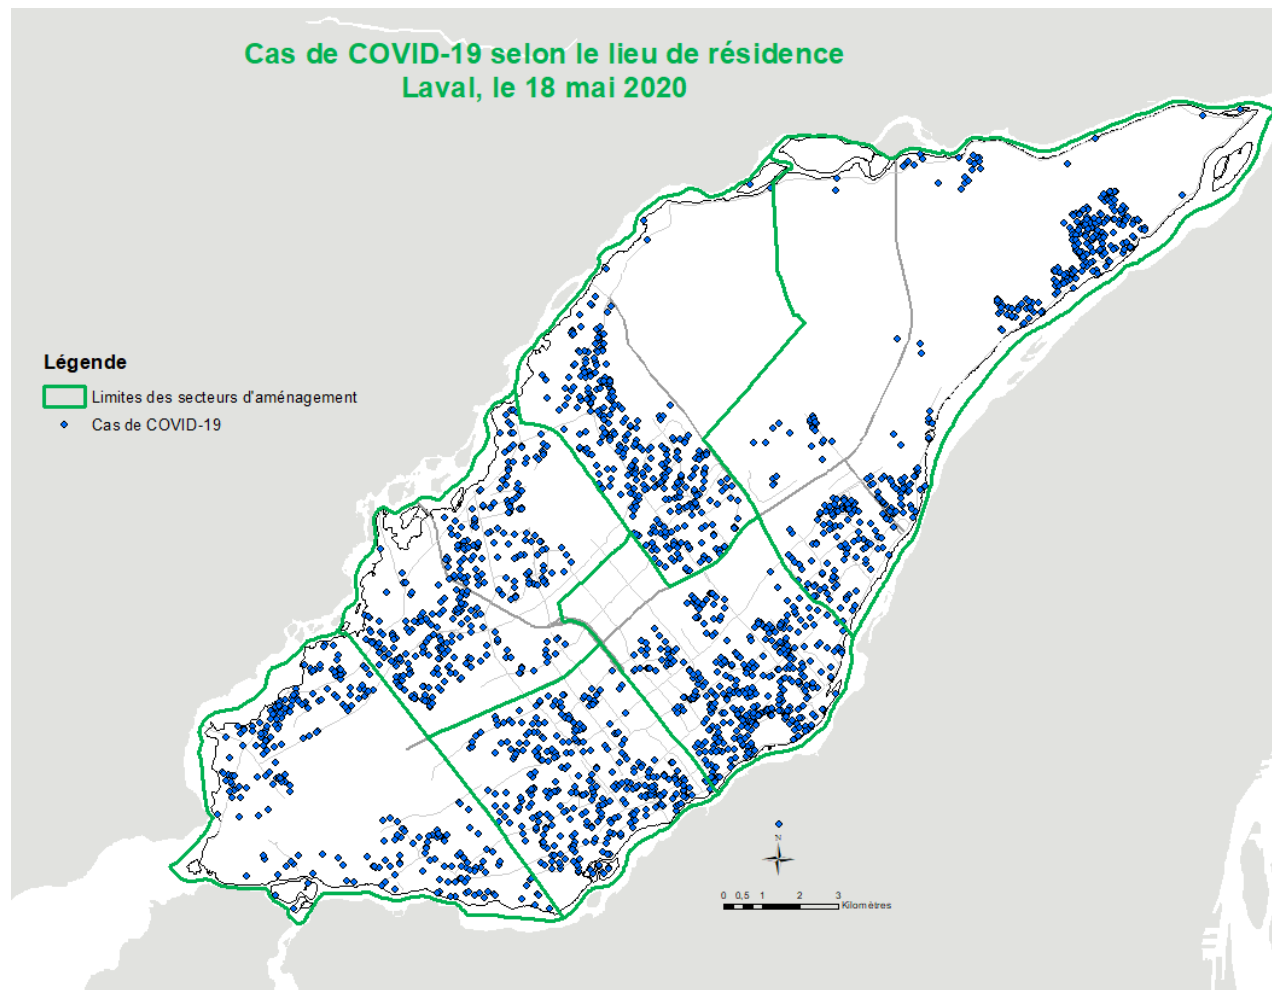 Cas de COVID-19 selon le lieu de résidence
Laval, le 18 mai 2020
Légende
Limites des secteurs d'aménagement
Cas de COVID-19
N
0 0,5 1 2 3
Kilomètres